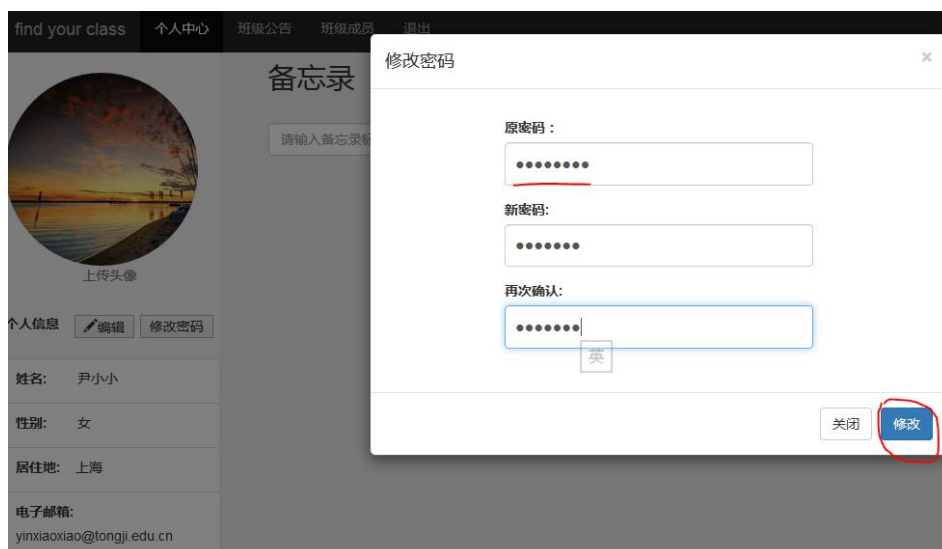 find your class 个人中心 班级公告 班级成员 退出
修改密码 ×
备忘录
请输入备忘录标
原密码：
••••••••
新密码:
•••••••
再次确认:
•••••••
英
上传头像
个人信息 编辑 修改密码
姓名: 尹小小
性别: 女
居住地: 上海
电子邮箱:
yinxiaoxiao@tongji.edu.cn
关闭 修改